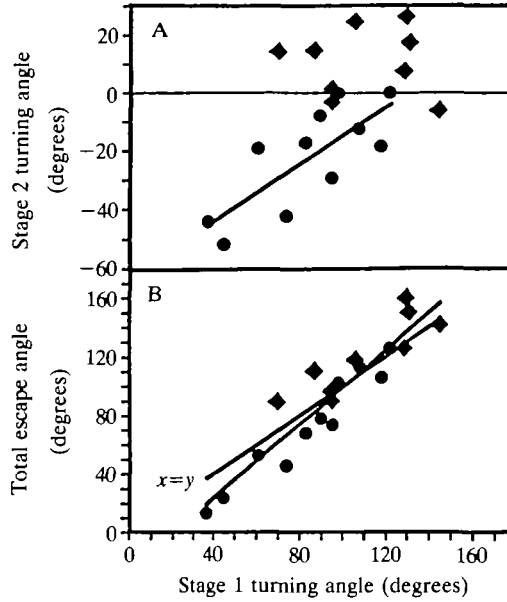 A
20
0
−20
−40
−60
Stage 2 turning angle
(degrees)
B
160
120
80
40
0
Total escape angle
(degrees)
x=y
0 40 80 120 160
Stage 1 turning angle (degrees)